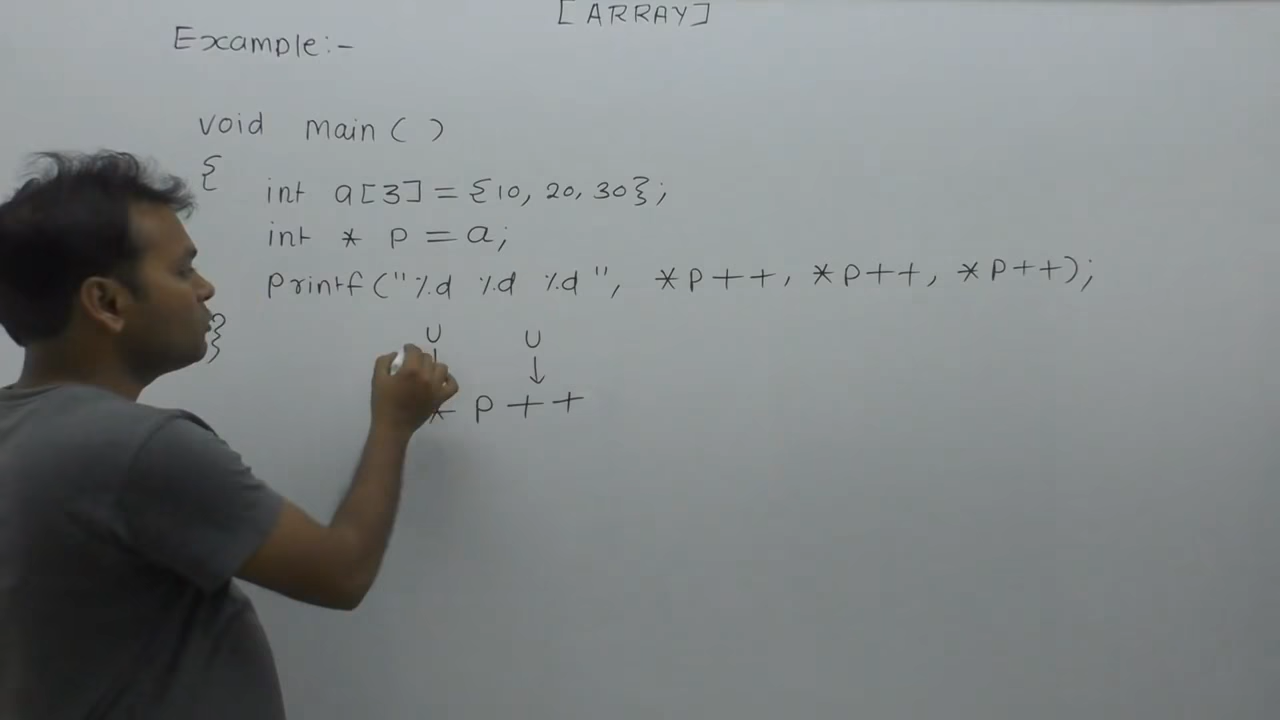 [ARRAY]
Example:-
void main( )
{
int a[3] = {10, 20, 30};
int * p = a;
printf("%d %d %d", *p++, *p++, *p++);
}
U U
↓ ↓
* p + +